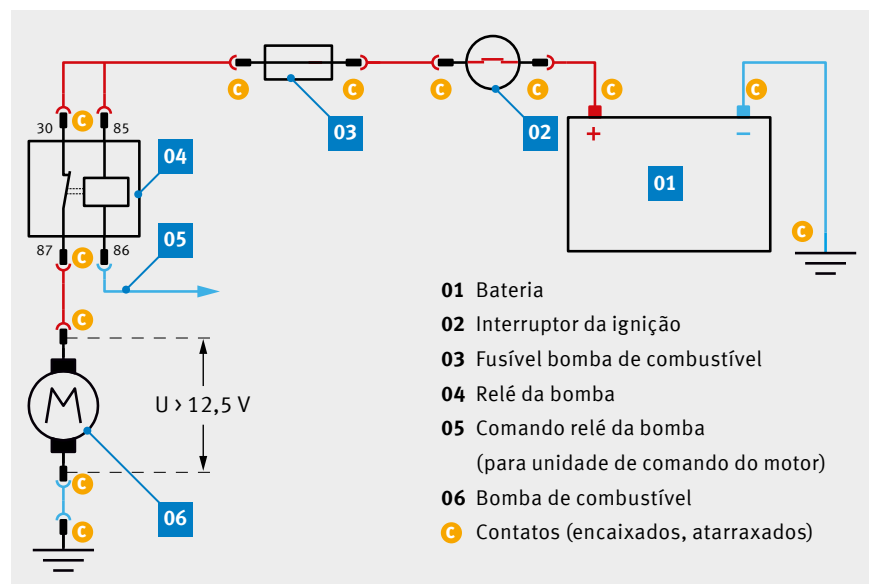 C C C C C C
03 02
+ −
01
C
30 C 85
04
87 C 86
05
C
U > 12,5 V
M
C
06
C
01 Bateria
02 Interruptor da ignição
03 Fusível bomba de combustível
04 Relé da bomba
05 Comando relé da bomba
(para unidade de comando do motor)
06 Bomba de combustível
C Contatos (encaixados, atarraxados)